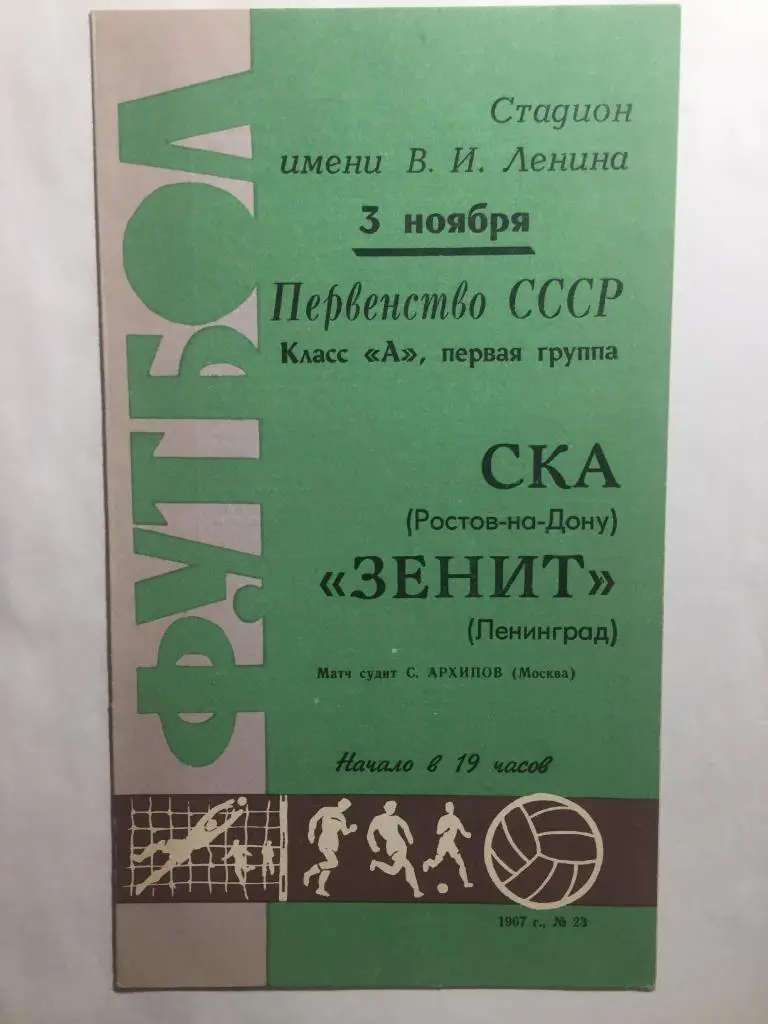 ФУТБОЛ
Стадион
имени В. И. Ленина
3 ноября
Первенство СССР
Класс «А», первая группа
СКА
(Ростов-на-Дону)
«ЗЕНИТ»
(Ленинград)
Матч судит С. АРХИПОВ (Москва)
Начало в 19 часов
1967 г., № 23